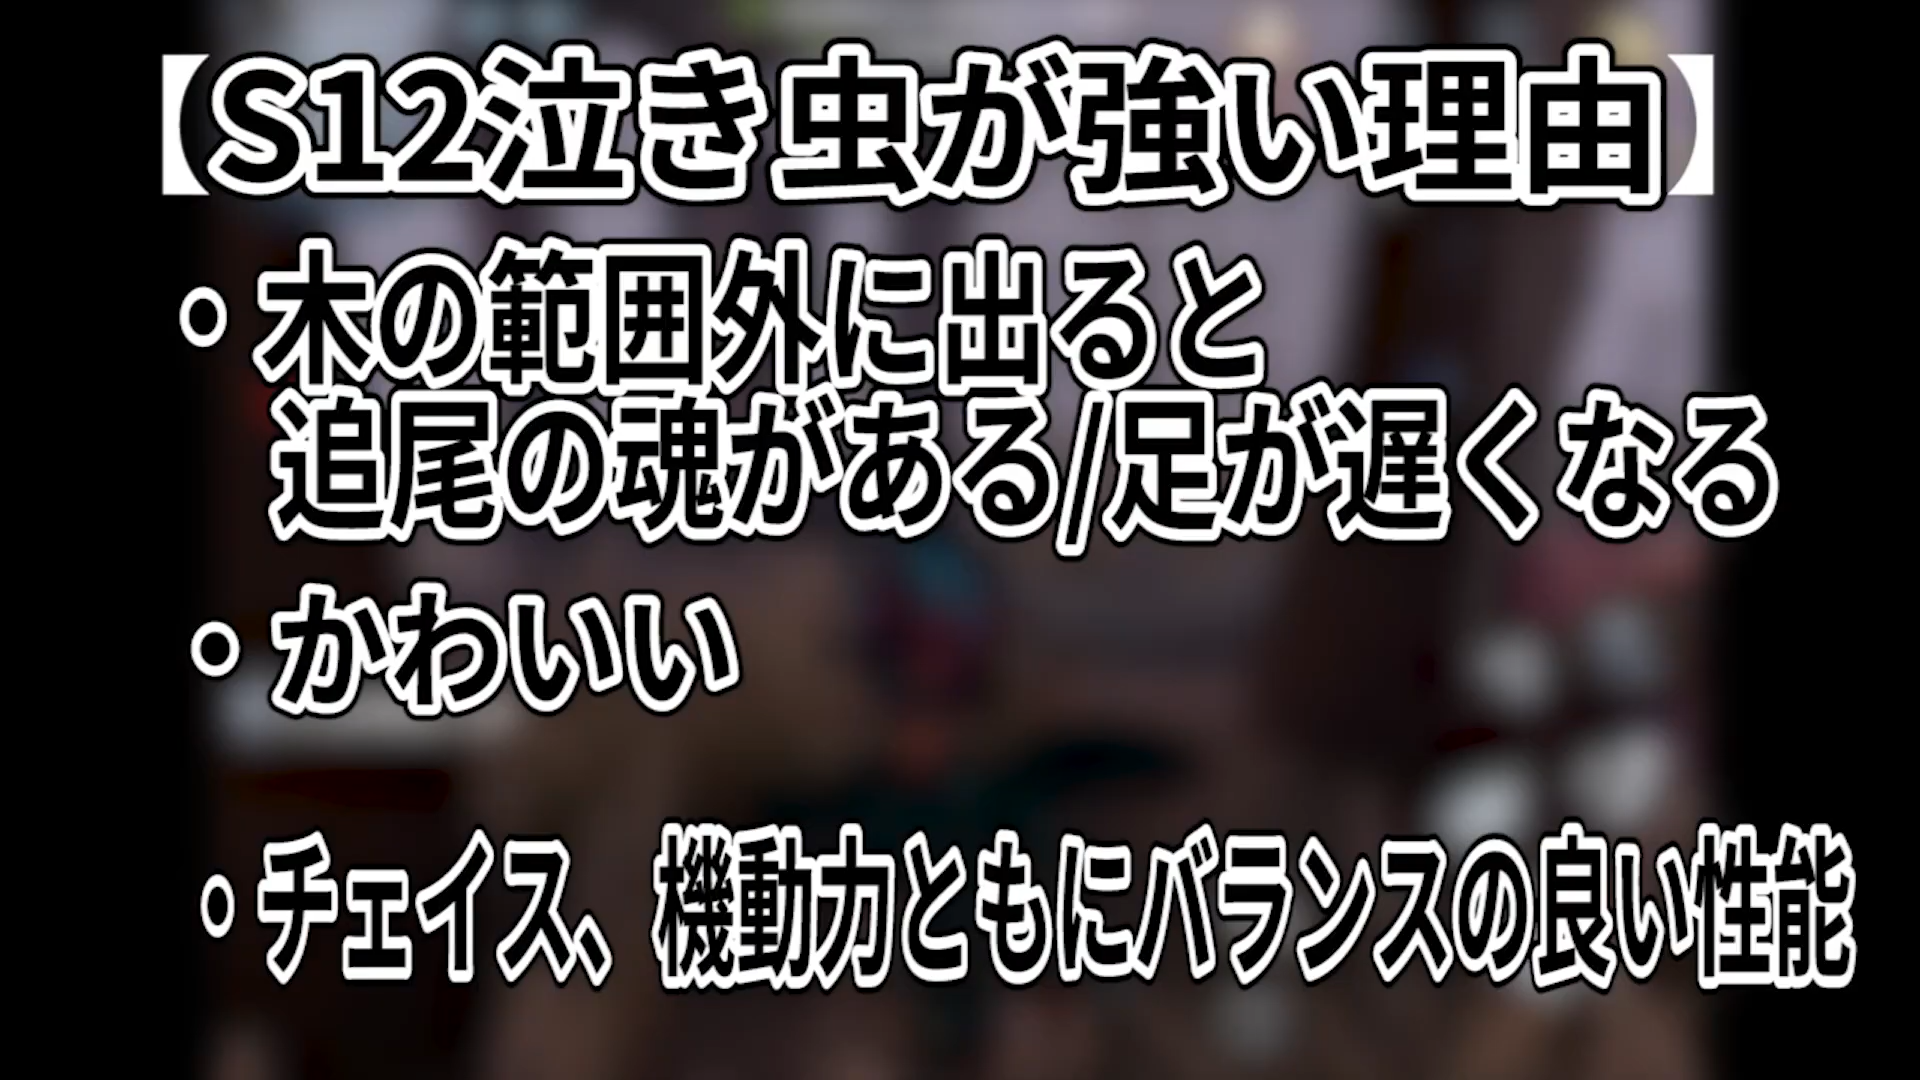 【S12泣き虫が強い理由】
・木の範囲外に出ると
追尾の魂がある/足が遅くなる
・かわいい
・チェイス、機動力ともにバランスの良い性能